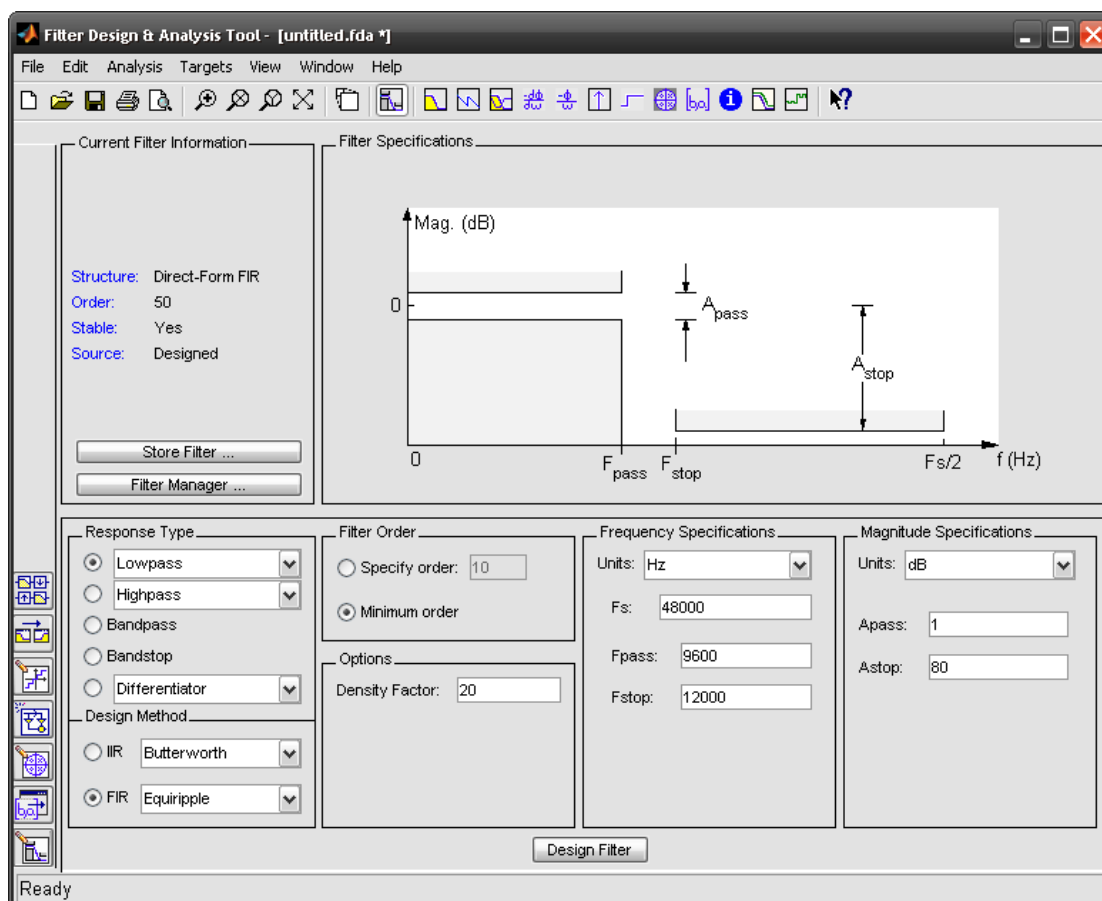 Filter Design & Analysis Tool - [untitled.fda *]
File Edit Analysis Targets View Window Help
Current Filter Information
Structure: Direct-Form FIR
Order: 50
Stable: Yes
Source: Designed
Store Filter ...
Filter Manager ...
Filter Specifications
Mag. (dB)
0
A pass
A stop
0 F pass F stop Fs/2 f (Hz)
Response Type
Lowpass
Highpass
Bandpass
Bandstop
Differentiator
Design Method
IIR Butterworth
FIR Equiripple
Filter Order
Specify order: 10
Minimum order
Options
Density Factor: 20
Frequency Specifications
Units: Hz
Fs: 48000
Fpass: 9600
Fstop: 12000
Magnitude Specifications
Units: dB
Apass: 1
Astop: 80
Design Filter
Ready